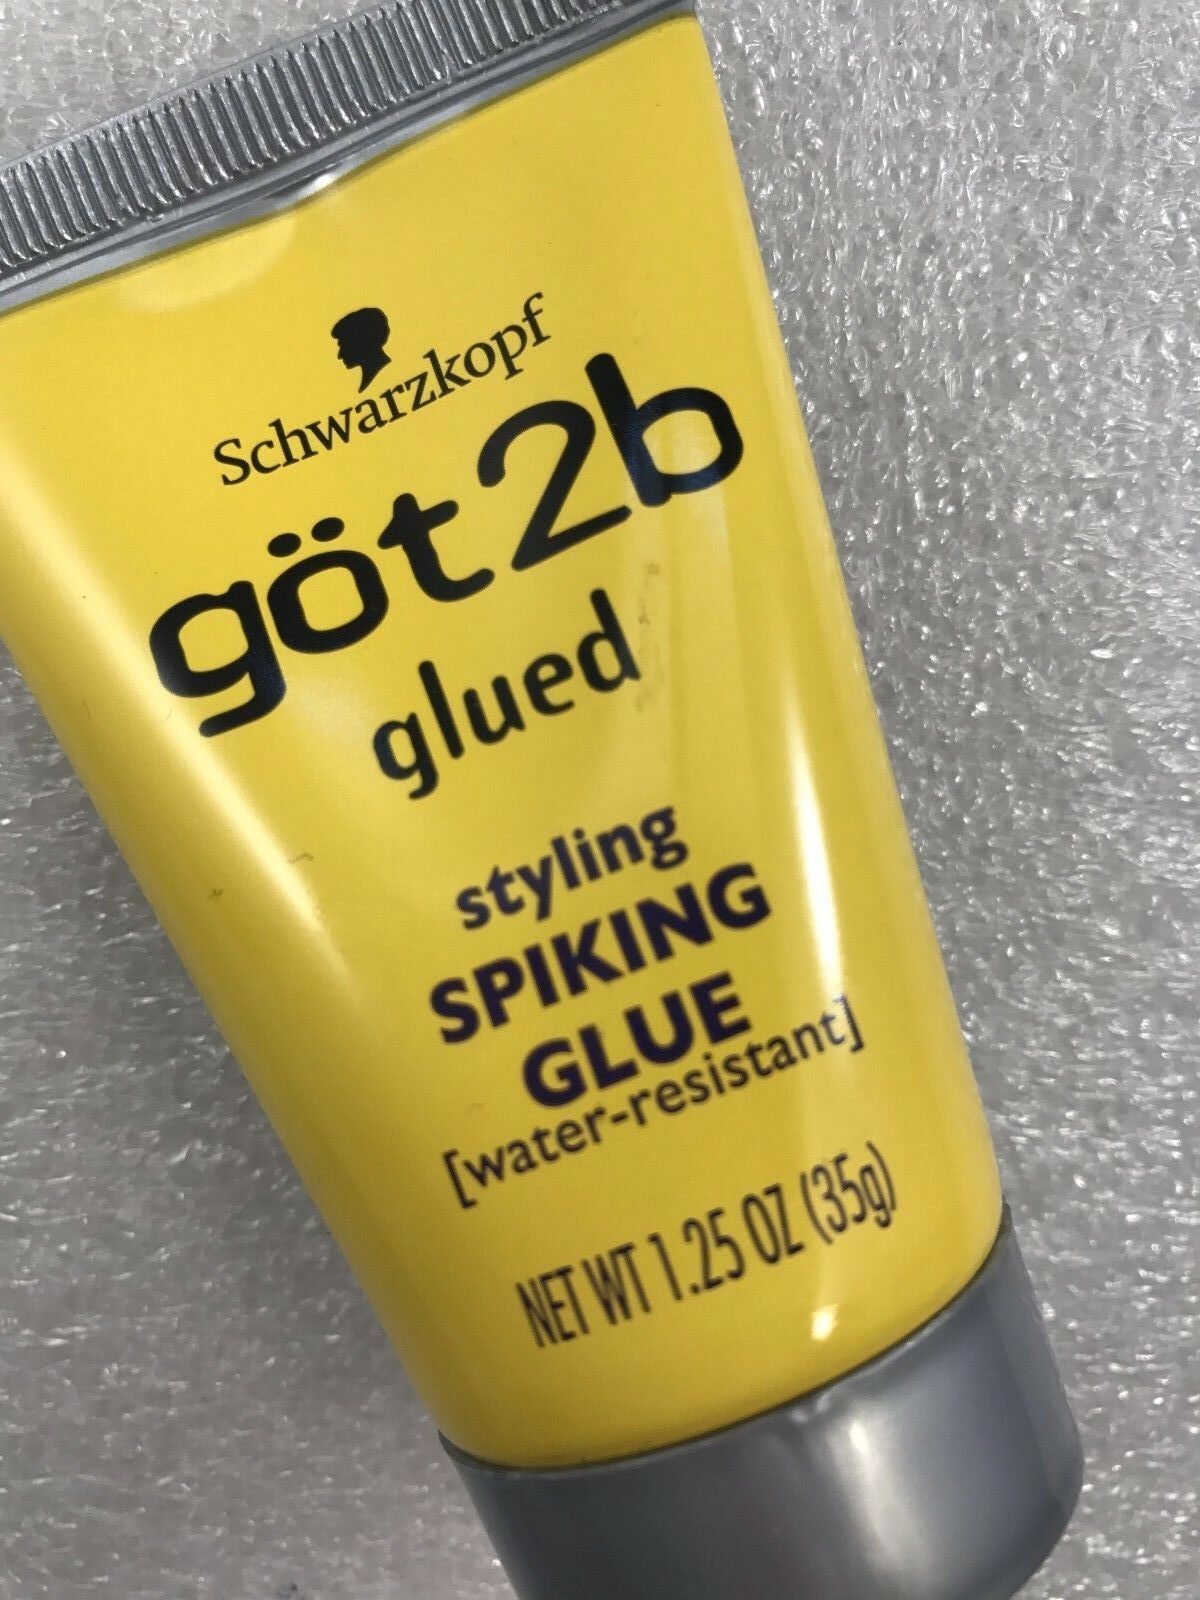 Schwarzkopf
göt2b
glued
styling
SPIKING
GLUE
[water-resistant]
NET WT 1.25 OZ (35g)